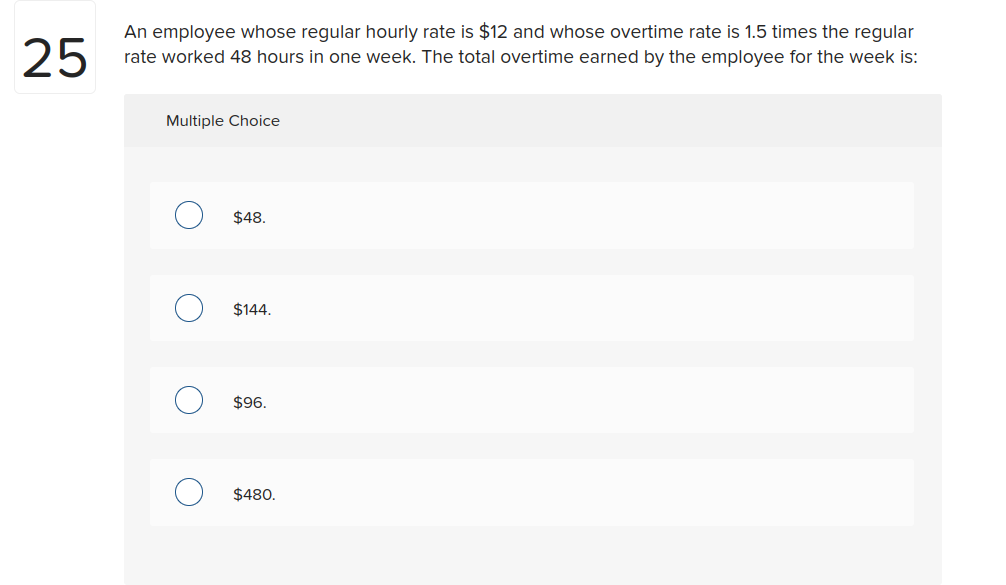 25
An employee whose regular hourly rate is $12 and whose overtime rate is 1.5 times the regular
rate worked 48 hours in one week. The total overtime earned by the employee for the week is:
Multiple Choice
$48.
$144.
$96.
$480.